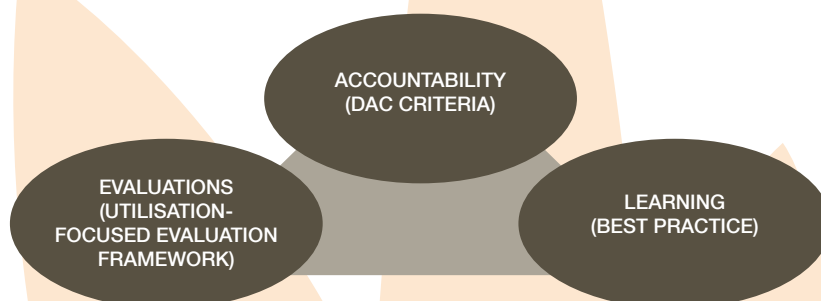 ACCOUNTABILITY
(DAC CRITERIA)
EVALUATIONS
(UTILISATION-
FOCUSED EVALUATION
FRAMEWORK)
LEARNING
(BEST PRACTICE)